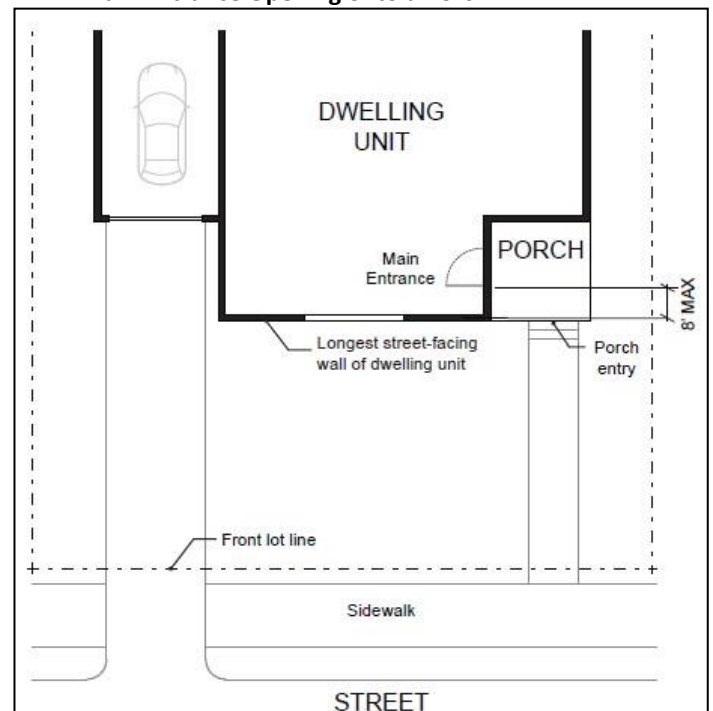 DWELLING
UNIT
PORCH
Main
Entrance
8' MAX
Longest street-facing
wall of dwelling unit
Porch
entry
Front lot line
Sidewalk
STREET